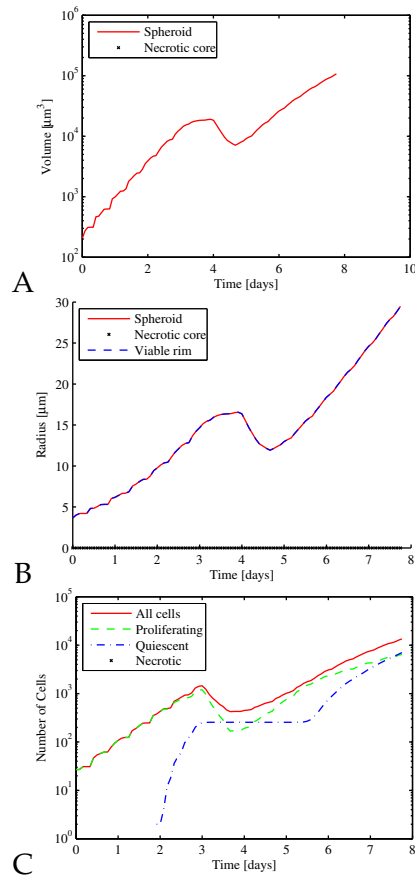 10^6
10^5
10^4
10^3
10^2
Volume [μm^3]
Spheroid
Necrotic core
0 2 4 6 8 10
Time [days]
A
30
25
20
15
10
5
0
Radius [μm]
Spheroid
Necrotic core
Viable rim
0 1 2 3 4 5 6 7 8
Time [days]
B
10^5
10^4
10^3
10^2
10^1
10^0
Number of Cells
All cells
Proliferating
Quiescent
Necrotic
0 1 2 3 4 5 6 7 8
Time [days]
C